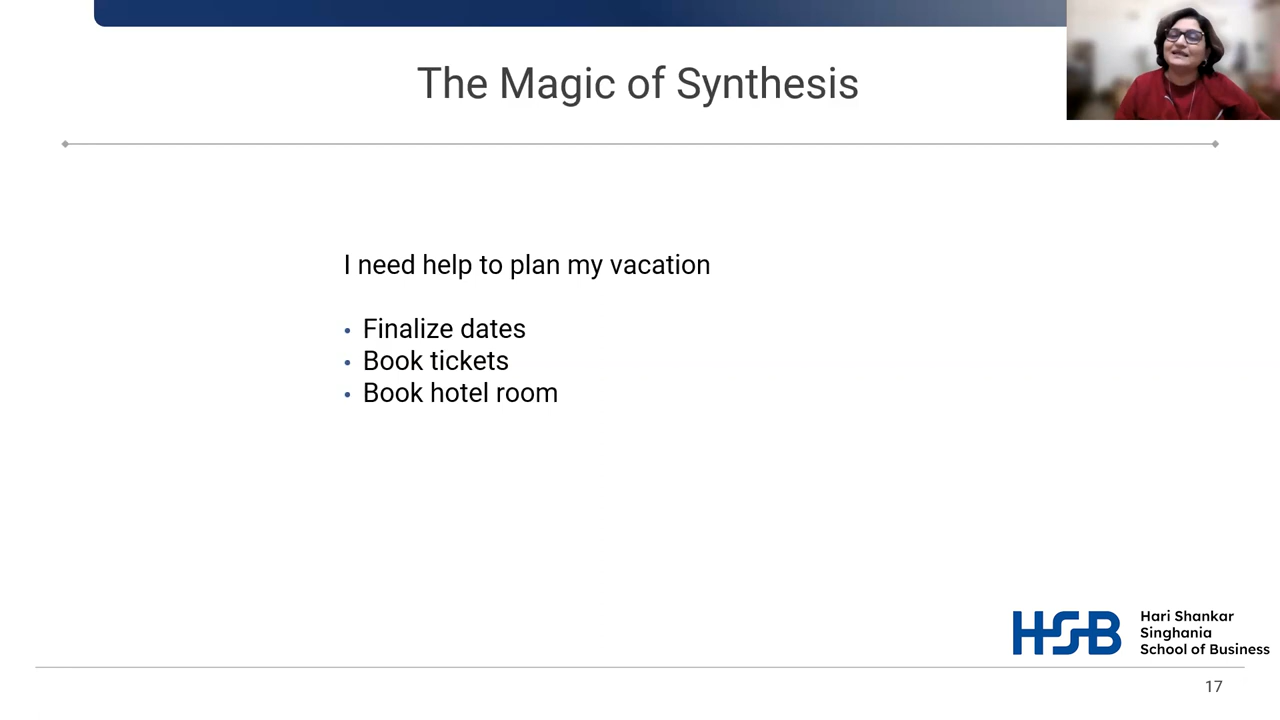 The Magic of Synthesis
I need help to plan my vacation
• Finalize dates
• Book tickets
• Book hotel room
HSB
Hari Shankar
Singhania
School of Business
17